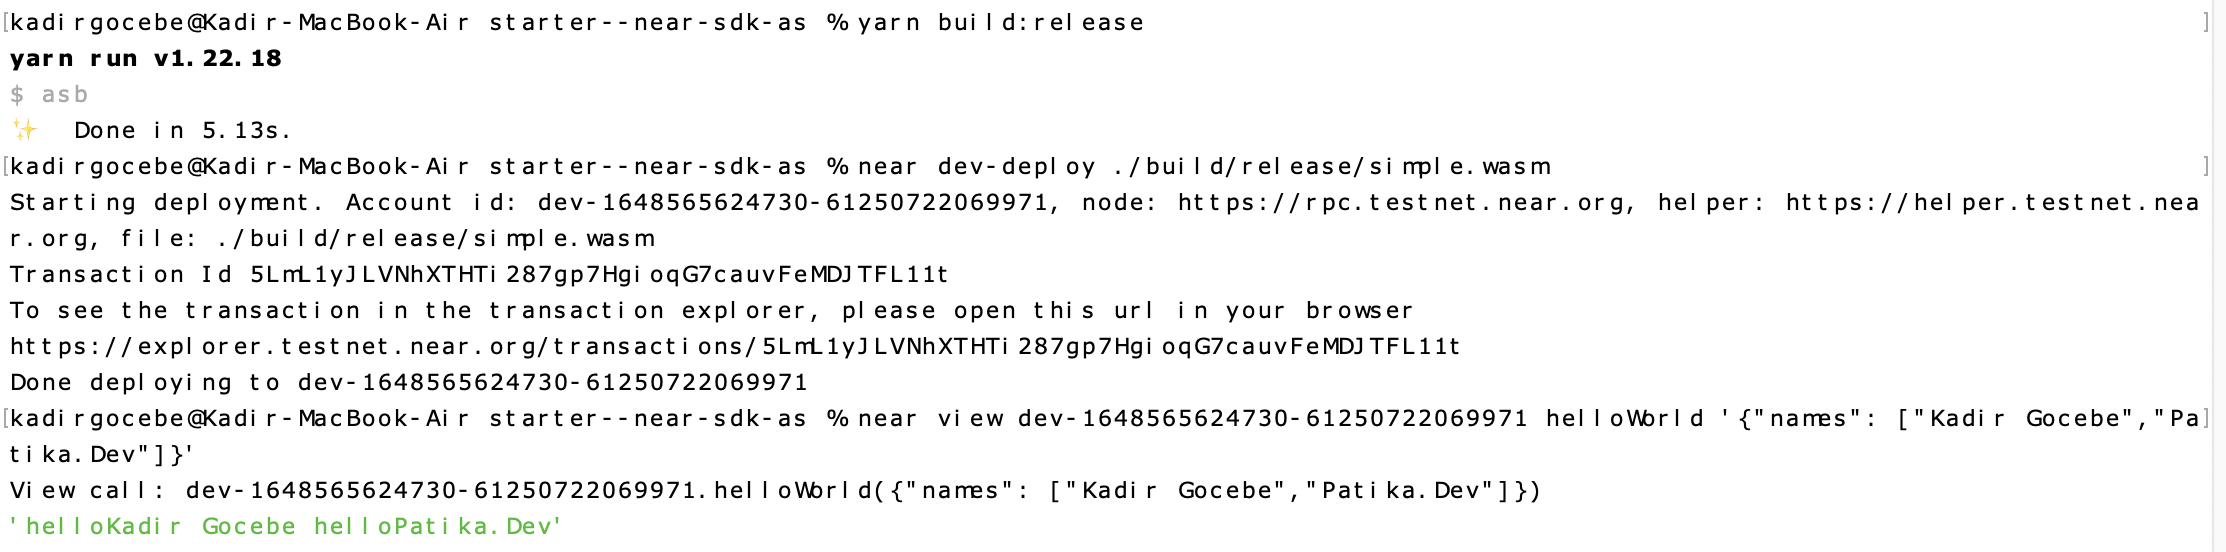 [kadirgocebe@Kadir-MacBook-Air starter--near-sdk-as % yarn build:release ]
yarn run v1.22.18
$ asb
✨ Done in 5.13s.
[kadirgocebe@Kadir-MacBook-Air starter--near-sdk-as % near dev-deploy ./build/release/simple.wasm ]
Starting deployment. Account id: dev-1648565624730-61250722069971, node: https://rpc.testnet.near.org, helper: https://helper.testnet.nea
r.org, file: ./build/release/simple.wasm
Transaction Id 5LmL1yJLVNhXTHTi287gp7HgioqG7cauvFeMDJTFL11t
To see the transaction in the transaction explorer, please open this url in your browser
https://explorer.testnet.near.org/transactions/5LmL1yJLVNhXTHTi287gp7HgioqG7cauvFeMDJTFL11t
Done deploying to dev-1648565624730-61250722069971
[kadirgocebe@Kadir-MacBook-Air starter--near-sdk-as % near view dev-1648565624730-61250722069971 helloWorld '{"names": ["Kadir Gocebe","Pa]
tika.Dev"]}'
View call: dev-1648565624730-61250722069971.helloWorld({"names": ["Kadir Gocebe","Patika.Dev"]})
'helloKadir Gocebe helloPatika.Dev'